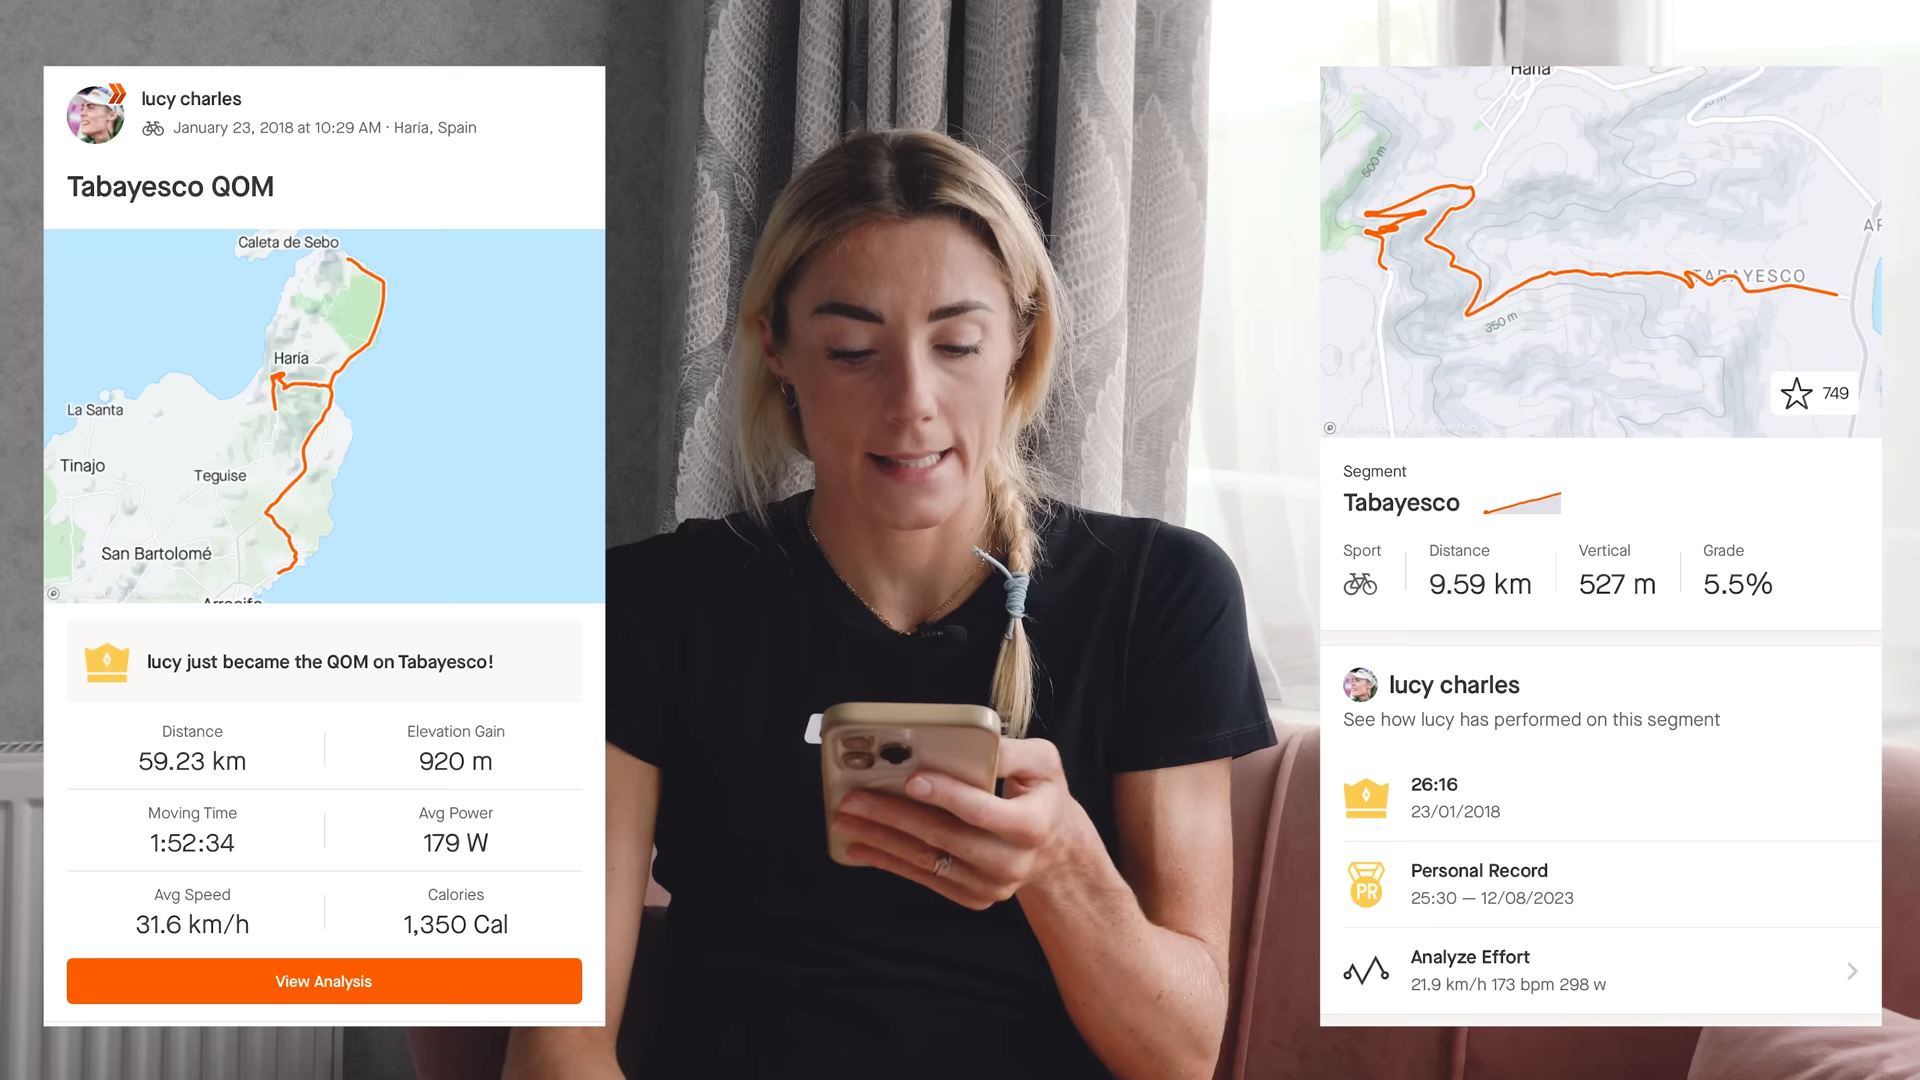 lucy charles
January 23, 2018 at 10:29 AM · Haría, Spain
Tabayesco QOM
Caleta de Sebo
Haría
La Santa
Tinajo
Teguise
San Bartolomé
Arrecife
lucy just became the QOM on Tabayesco!
Distance
Elevation Gain
59.23 km
920 m
Moving Time
Avg Power
1:52:34
179 W
Avg Speed
Calories
31.6 km/h
1,350 Cal
View Analysis
Haría
500 m
TABAYESCO
350 m
749
Segment
Tabayesco
Sport
Distance
Vertical
Grade
9.59 km
527 m
5.5%
lucy charles
See how lucy has performed on this segment
26:16
23/01/2018
PR
Personal Record
25:30 — 12/08/2023
Analyze Effort
21.9 km/h 173 bpm 298 w